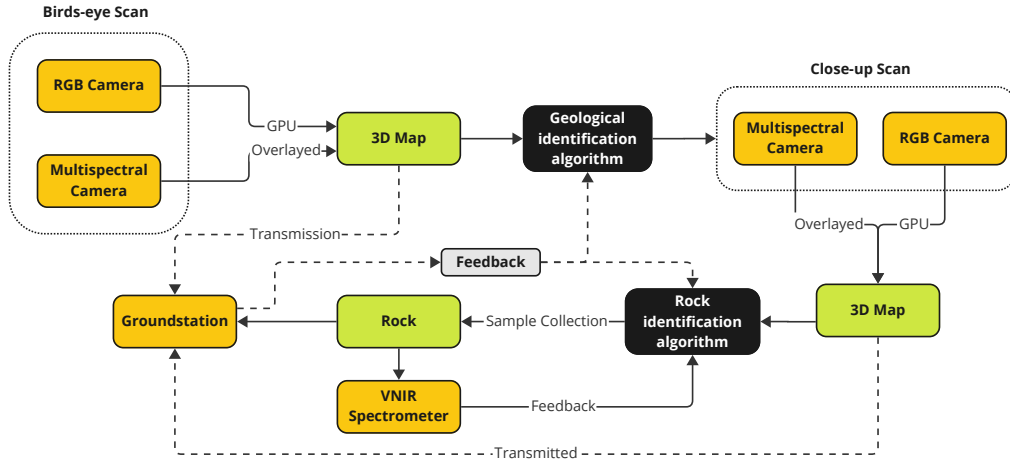 Birds-eye Scan
RGB Camera
Multispectral
Camera
GPU
Overlayed
3D Map
Geological
identification
algorithm
Close-up Scan
Multispectral
Camera
RGB Camera
Overlayed
GPU
Transmission
Feedback
Groundstation
Rock
Sample Collection
Rock
identification
algorithm
3D Map
VNIR
Spectrometer
Feedback
Transmitted